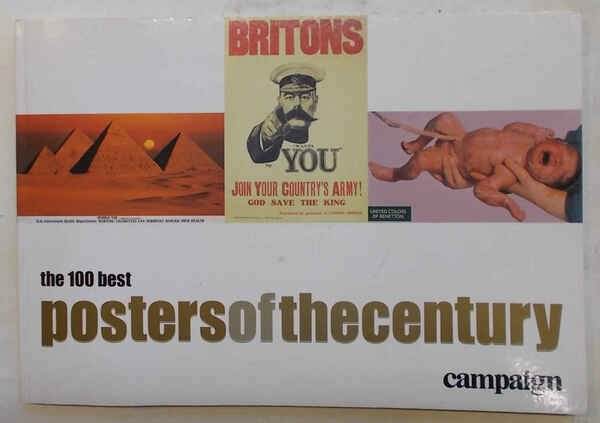 BRITONS
"WANTS
YOU
JOIN YOUR COUNTRY'S ARMY!
GOD SAVE THE KING
UNITED COLORS
OF BENETTON.
the 100 best
postersofthecentury
campaign